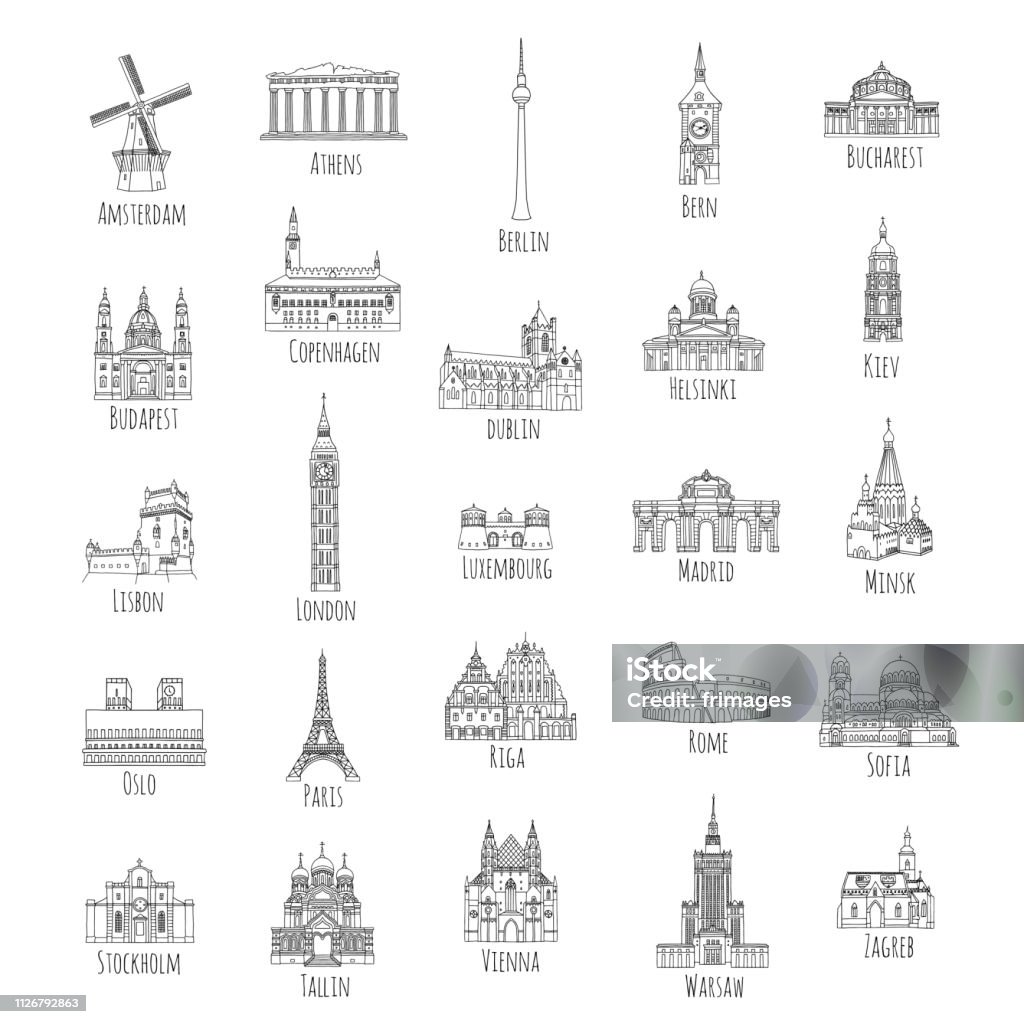 Amsterdam
Athens
Berlin
Bern
Bucharest
Budapest
Copenhagen
Dublin
Helsinki
Kiev
Lisbon
London
Luxembourg
Madrid
Minsk
Oslo
Paris
Riga
iStock
Credit: frimages
Rome
Sofia
Stockholm
Tallin
Vienna
Warsaw
Zagreb
1126792863